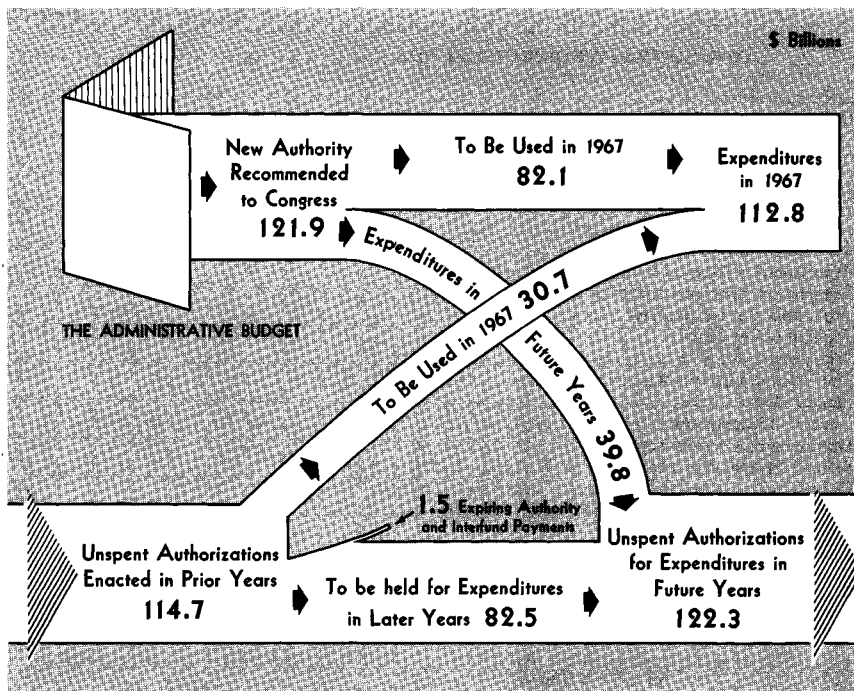 $ Billions
New Authority
Recommended
to Congress
121.9
To Be Used in 1967
82.1
Expenditures
in 1967
112.8
Expenditures in
Future Years 39.8
THE ADMINISTRATIVE BUDGET
To Be Used in 1967 30.7
1.5 Expiring Authority
and Interfund Payments
Unspent Authorizations
Enacted in Prior Years
114.7
To be held for Expenditures
in Later Years 82.5
Unspent Authorizations
for Expenditures in
Future Years
122.3